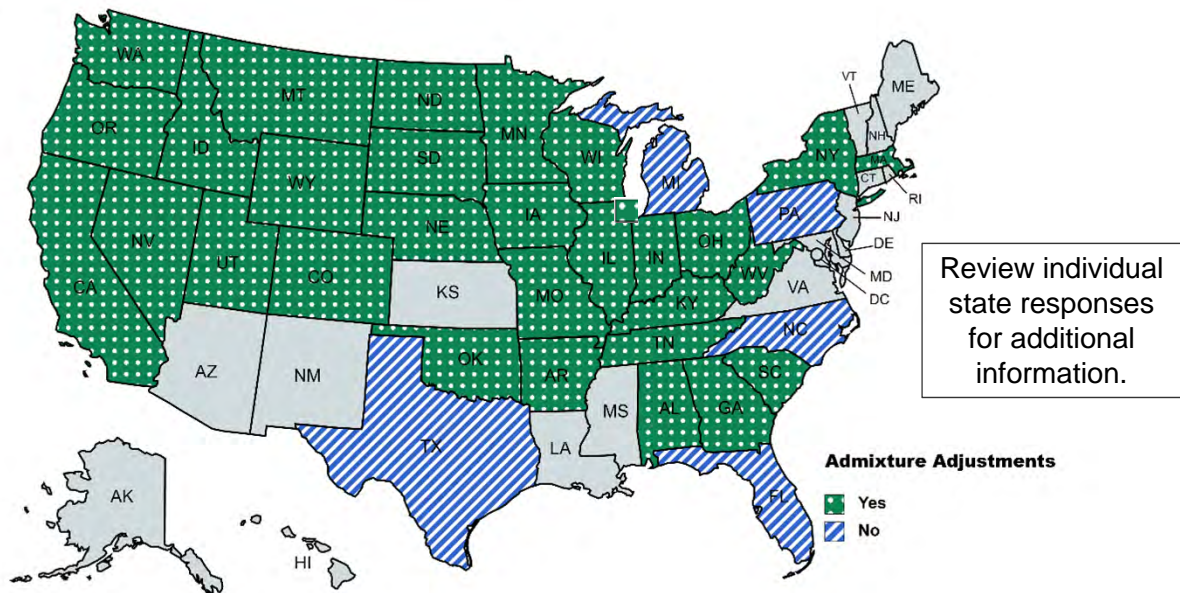 WA
OR
CA
ID
NV
MT
WY
UT
AZ
CO
NM
ND
SD
NE
KS
OK
TX
MN
IA
MO
AR
LA
WI
IL
MI
IN
OH
KY
TN
MS
AL
GA
FL
SC
NC
VA
WV
PA
NY
VT
NH
ME
MA
CT
RI
NJ
DE
MD
DC
AK
HI
Review individual
state responses
for additional
information.
Admixture Adjustments
Yes
No